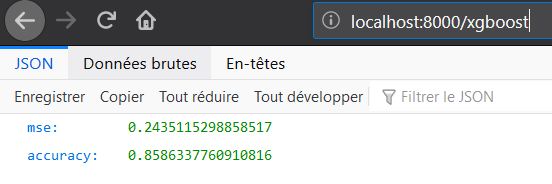 localhost:8000/xgboost
JSON Données brutes En-têtes
Enregistrer Copier Tout réduire Tout développer Filtrer le JSON
mse: 0.2435115298858517
accuracy: 0.8586337760910816